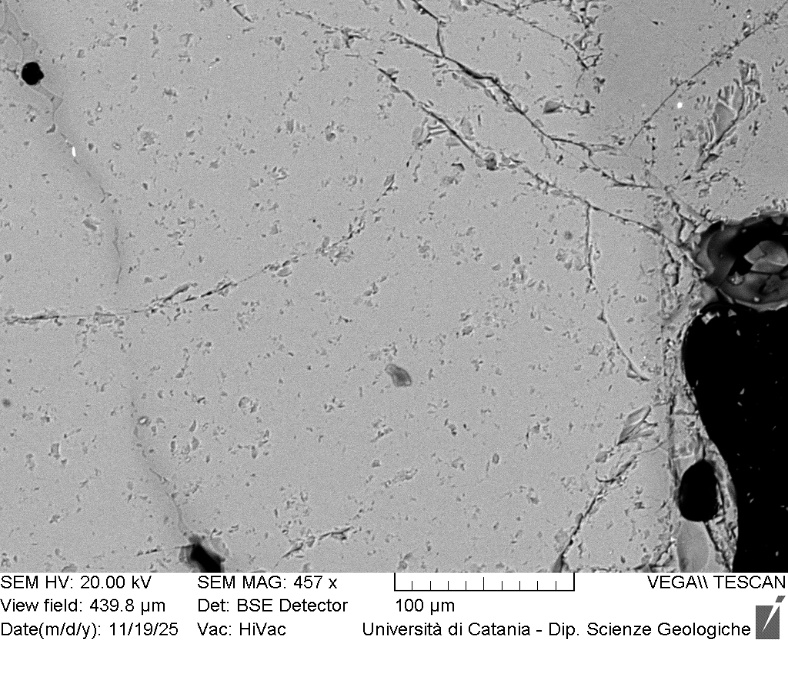 SEM HV: 20.00 kV SEM MAG: 457 x VEGA\\ TESCAN
View field: 439.8 µm Det: BSE Detector 100 µm
Date(m/d/y): 11/19/25 Vac: HiVac Università di Catania - Dip. Scienze Geologiche